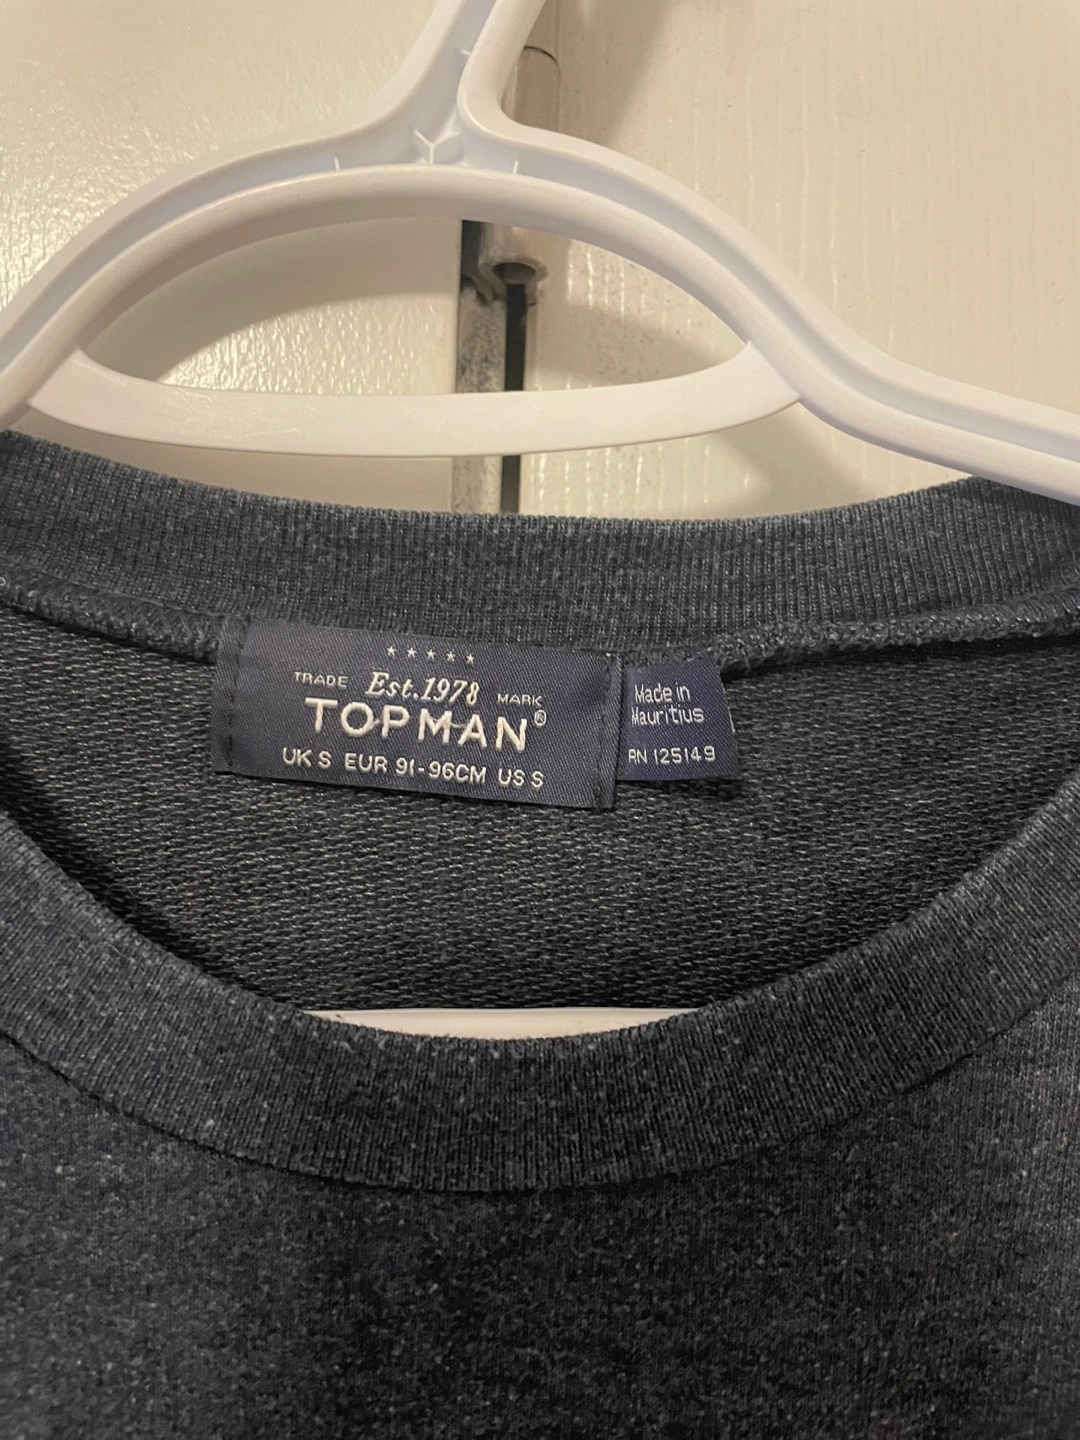 ★★★★★
TRADE Est.1978 MARK
TOPMAN®
UK S EUR 91-96CM US S
Made in
Mauritius
RN 125149